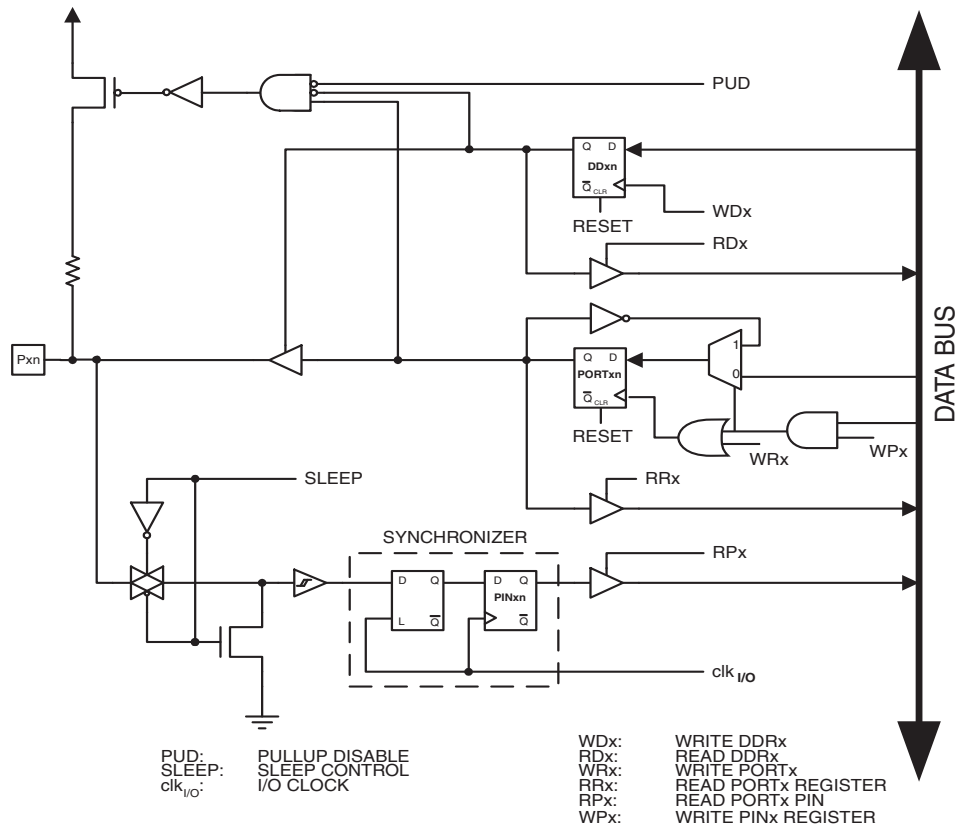 PUD
Q D
DDxn
Q CLR
WDx
RESET
RDx
1
Pxn
Q D
0
PORTxn
Q CLR
DATA BUS
RESET
WRx
WPx
SLEEP
RRx
SYNCHRONIZER
RPx
D Q
D Q
PINxn
L Q
Q
clk I/O
PUD: PULLUP DISABLE
SLEEP: SLEEP CONTROL
clkI/O: I/O CLOCK
WDx: WRITE DDRx
RDx: READ DDRx
WRx: WRITE PORTx
RRx: READ PORTx REGISTER
RPx: READ PORTx PIN
WPx: WRITE PINx REGISTER